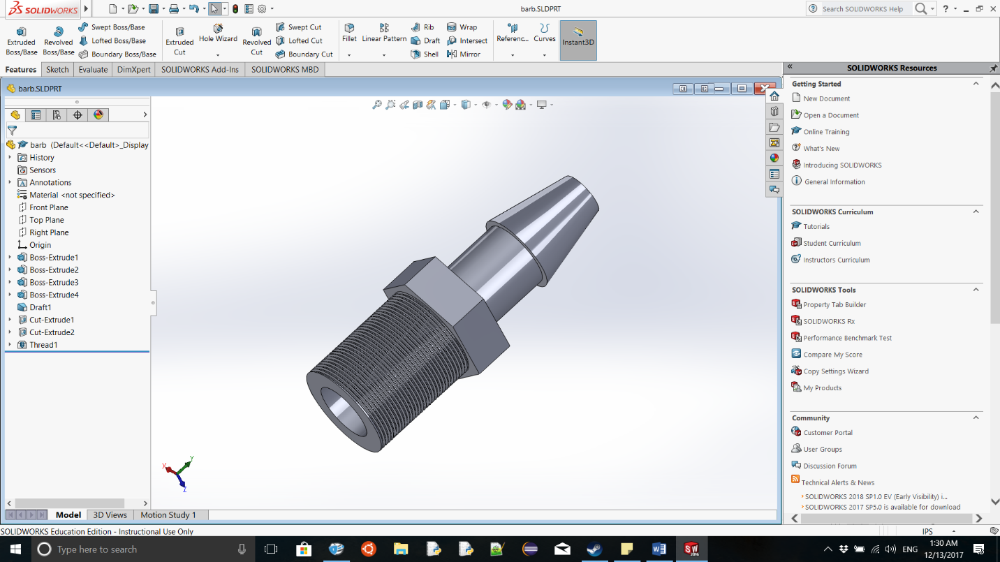 SOLIDWORKS
barb.SLDPRT
Search SOLIDWORKS Help
?
Extruded Boss/Base
Revolved Boss/Base
Swept Boss/Base
Lofted Boss/Base
Boundary Boss/Base
Extruded Cut
Hole Wizard
Revolved Cut
Swept Cut
Lofted Cut
Boundary Cut
Fillet
Linear Pattern
Rib
Draft
Shell
Wrap
Intersect
Mirror
Referenc...
Curves
Instant3D
Features
Sketch
Evaluate
DimXpert
SOLIDWORKS Add-Ins
SOLIDWORKS MBD
barb.SLDPRT
barb (Default<<Default>_Display
History
Sensors
Annotations
Material <not specified>
Front Plane
Top Plane
Right Plane
Origin
Boss-Extrude1
Boss-Extrude2
Boss-Extrude3
Boss-Extrude4
Draft1
Cut-Extrude1
Cut-Extrude2
Thread1
X
Y
Z
Model
3D Views
Motion Study 1
SOLIDWORKS Resources
Getting Started
New Document
Open a Document
Online Training
What's New
Introducing SOLIDWORKS
General Information
SOLIDWORKS Curriculum
Tutorials
Student Curriculum
Instructors Curriculum
SOLIDWORKS Tools
Property Tab Builder
SOLIDWORKS Rx
Performance Benchmark Test
Compare My Score
Copy Settings Wizard
My Products
Community
Customer Portal
User Groups
Discussion Forum
Technical Alerts & News
SOLIDWORKS 2018 SP1.0 EV (Early Visibility) i...
SOLIDWORKS 2017 SP5.0 is available for download
SOLIDWORKS Education Edition - Instructional Use Only
IPS
Type here to search
SW
2016
ENG
1:30 AM
12/13/2017